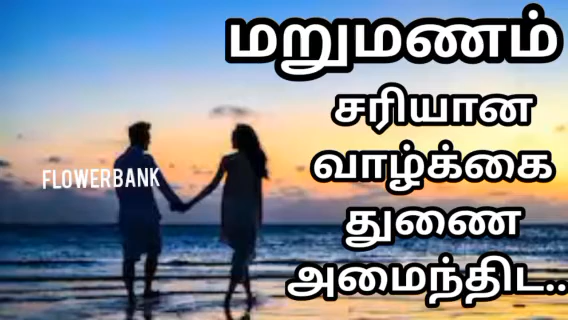 மறுமணம்
சரியான
வாழ்க்கை
துணை
அமைந்திட..
FLOWERBANK